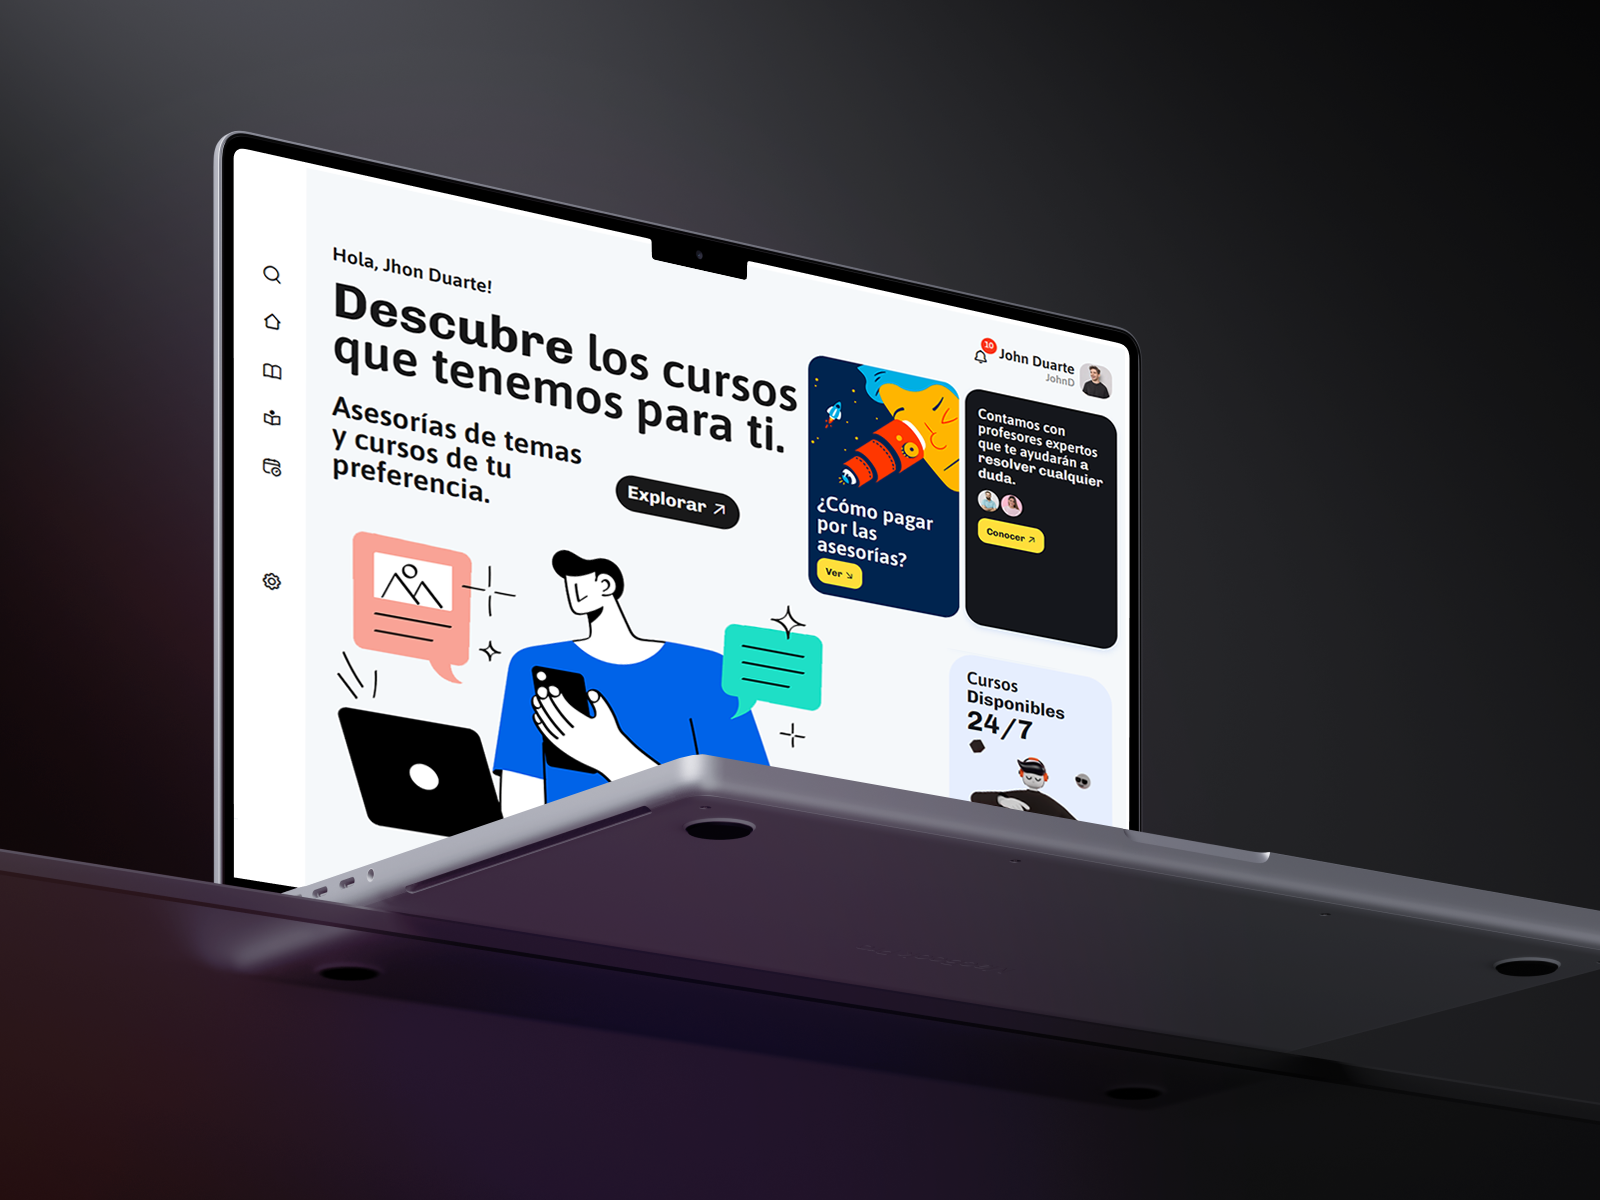 Hola, Jhon Duarte!
Descubre los cursos
que tenemos para ti.
Asesorías de temas
y cursos de tu
preferencia.
Explorar
10
John Duarte
JohnD
¿Cómo pagar
por las
asesorías?
Ver
Contamos con
profesores expertos
que te ayudarán a
resolver cualquier
duda.
Conocer
Cursos
Disponibles
24/7